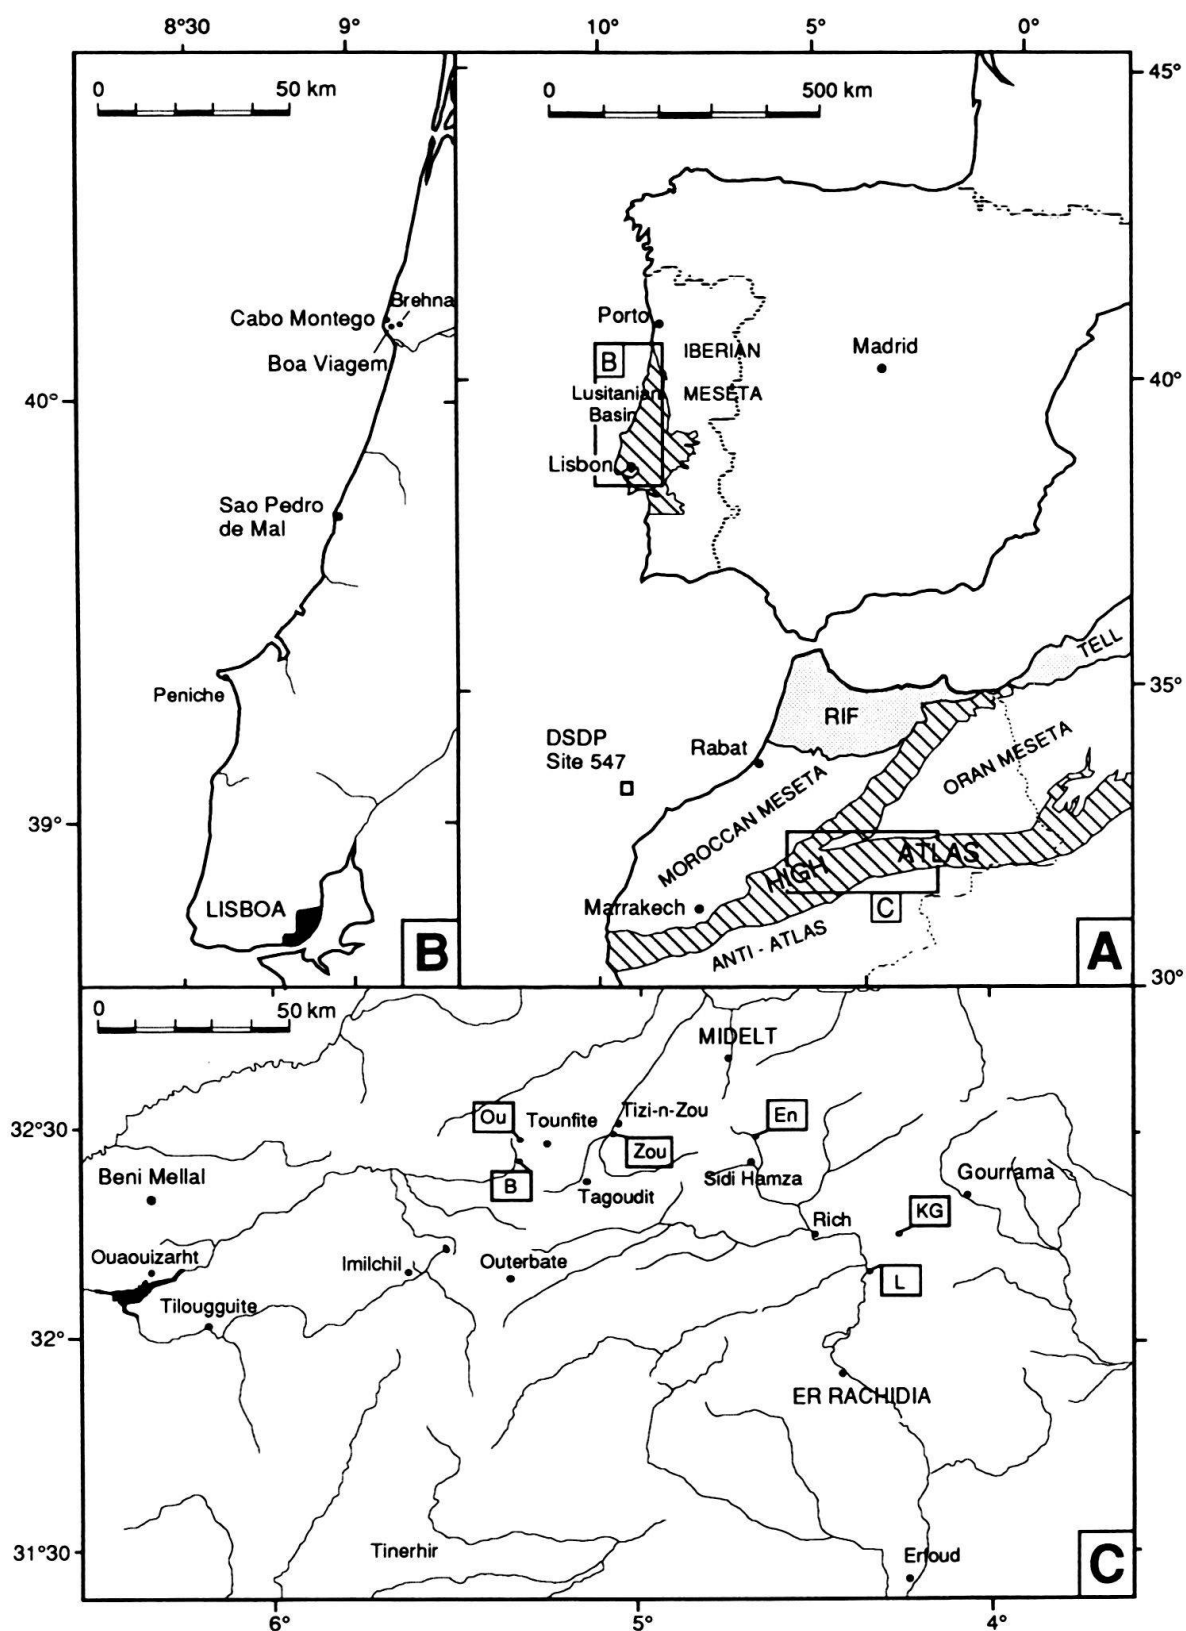 8°30
9°
10°
5°
0°
0
50 km
0
500 km
45°
Brehna
Cabo Montego
Boa Viagem
40°
Sao Pedro
de Mal
Peniche
39°
LISBOA
B
Porto
IBERIAN
MESETA
Madrid
B
Lusitanian
Basin
Lisbon
40°
TELL
35°
RIF
DSDP
Site 547
Rabat
ORAN MESETA
MOROCCAN MESETA
HIGH
ATLAS
Marrakech
C
ANTI - ATLAS
A
30°
0
50 km
MIDELT
32°30
Ou
Tounfite
Tizi-n-Zou
En
Zou
Beni Mellal
B
Tagoudit
Sidi Hamza
Gourrama
Rich
KG
Ouaouizarht
Imilchil
Outerbate
L
Tilougguite
32°
ER RACHIDIA
31°30
Tinerhir
Erfoud
C
6°
5°
4°